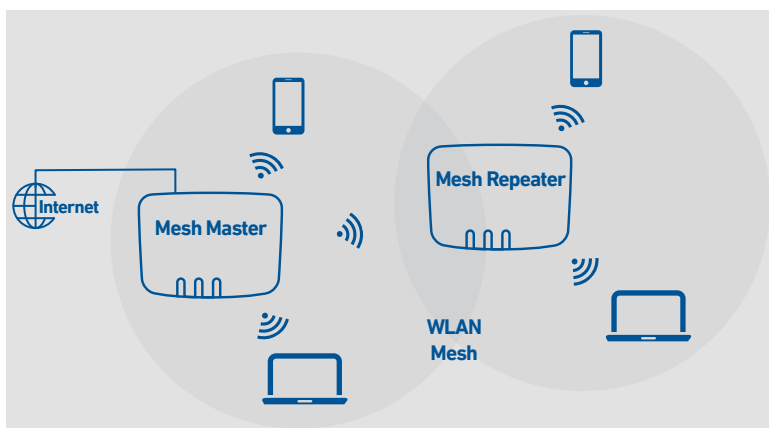 Mesh Repeater
Internet
Mesh Master
WLAN
Mesh